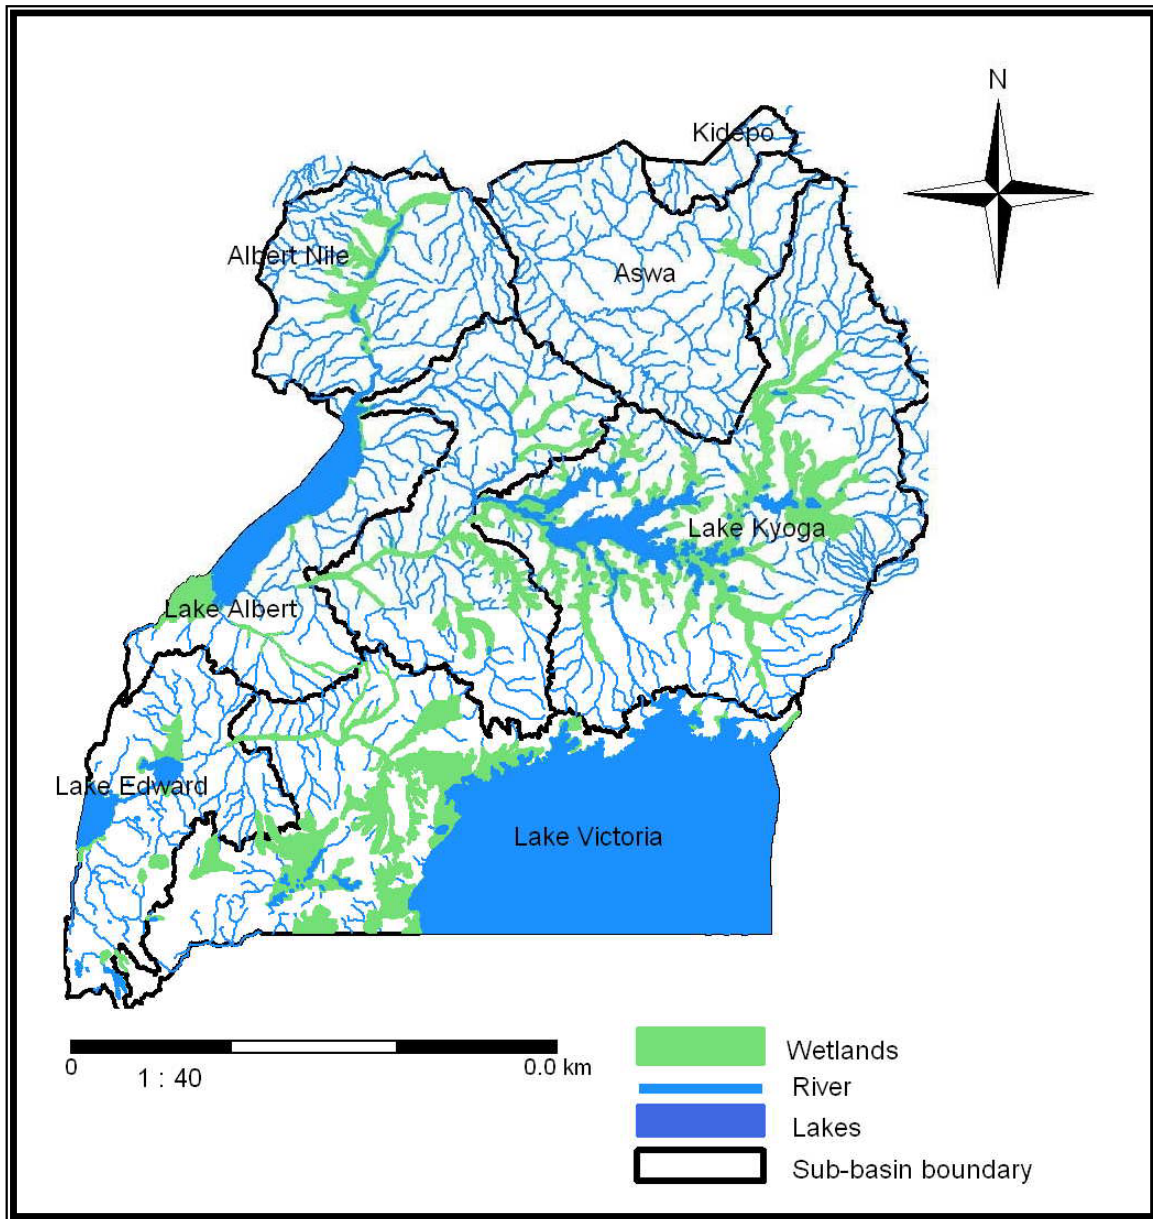 N
Kidepo
Albert Nile
Aswa
Lake Kyoga
Lake Albert
Lake Edward
Lake Victoria
0 0.0 km
1 : 40
Wetlands
River
Lakes
Sub-basin boundary